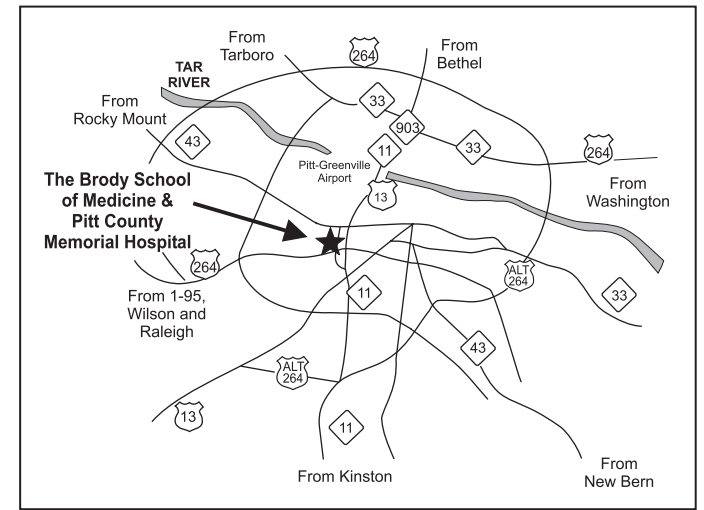 From
Tarboro
264
From
Bethel
TAR
RIVER
From
Rocky Mount
33
903
43
11
33
264
Pitt-Greenville
Airport
13
From
Washington
The Brody School
of Medicine &
Pitt County
Memorial Hospital
264
ALT
264
From 1-95,
Wilson and
Raleigh
11
33
43
ALT
264
13
11
From Kinston
From
New Bern